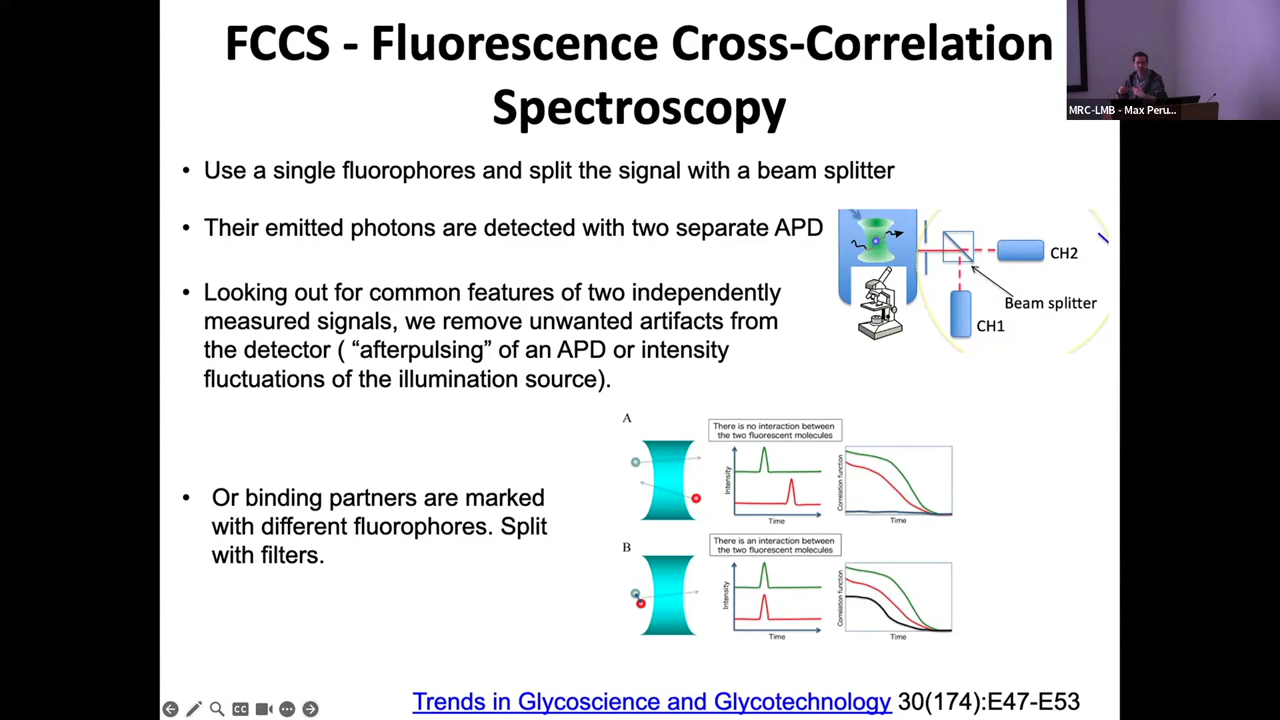 FCCS - Fluorescence Cross-Correlation
Spectroscopy
MRC-LMB - Max Peru...
• Use a single fluorophores and split the signal with a beam splitter
• Their emitted photons are detected with two separate APD
CH2
Beam splitter
CH1
• Looking out for common features of two independently
measured signals, we remove unwanted artifacts from
the detector ( “afterpulsing” of an APD or intensity
fluctuations of the illumination source).
A
There is no interaction between
the two fluorescent molecules
Intensity
Time
Correlation function
Time
• Or binding partners are marked
with different fluorophores. Split
with filters.
B
There is an interaction between
the two fluorescent molecules
Intensity
Time
Correlation function
Time
CC
Trends in Glycoscience and Glycotechnology 30(174):E47-E53